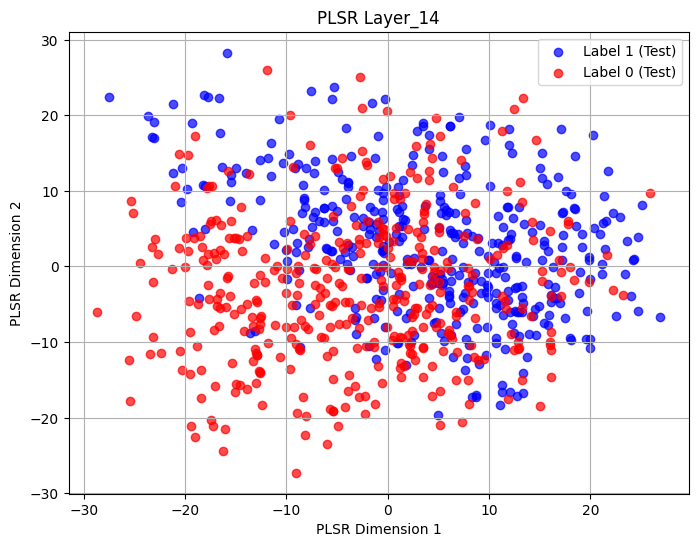 PLSR Layer_14
Label 1 (Test)
Label 0 (Test)
30
20
10
0
−10
−20
−30
PLSR Dimension 2
−30
−20
−10
0
10
20
PLSR Dimension 1